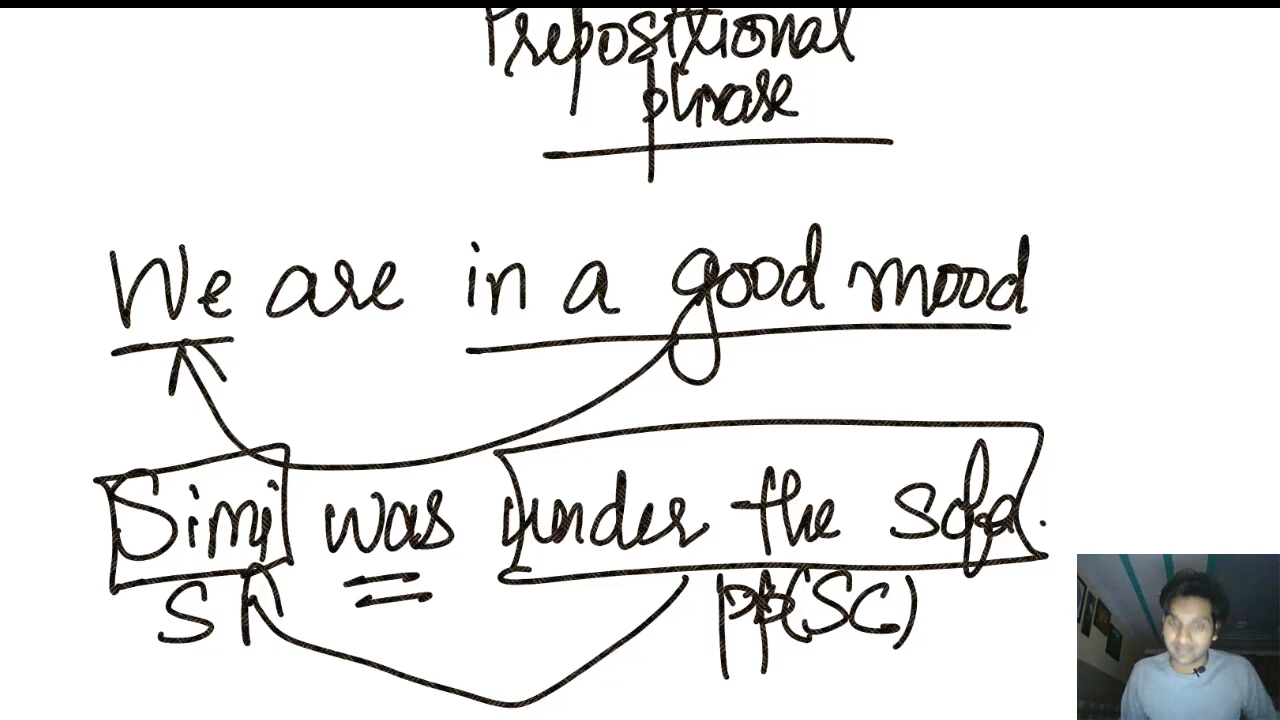 Prepositional
phrase
We are in a good mood
Simi was under the sofa.
S pp(SC)